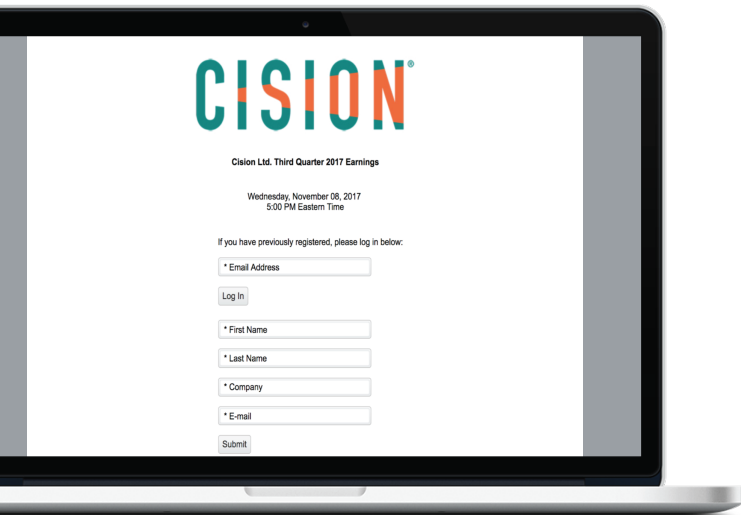 CISION®
Cision Ltd. Third Quarter 2017 Earnings
Wednesday, November 08, 2017
5:00 PM Eastern Time
If you have previously registered, please log in below:
* Email Address
Log In
* First Name
* Last Name
* Company
* E-mail
Submit